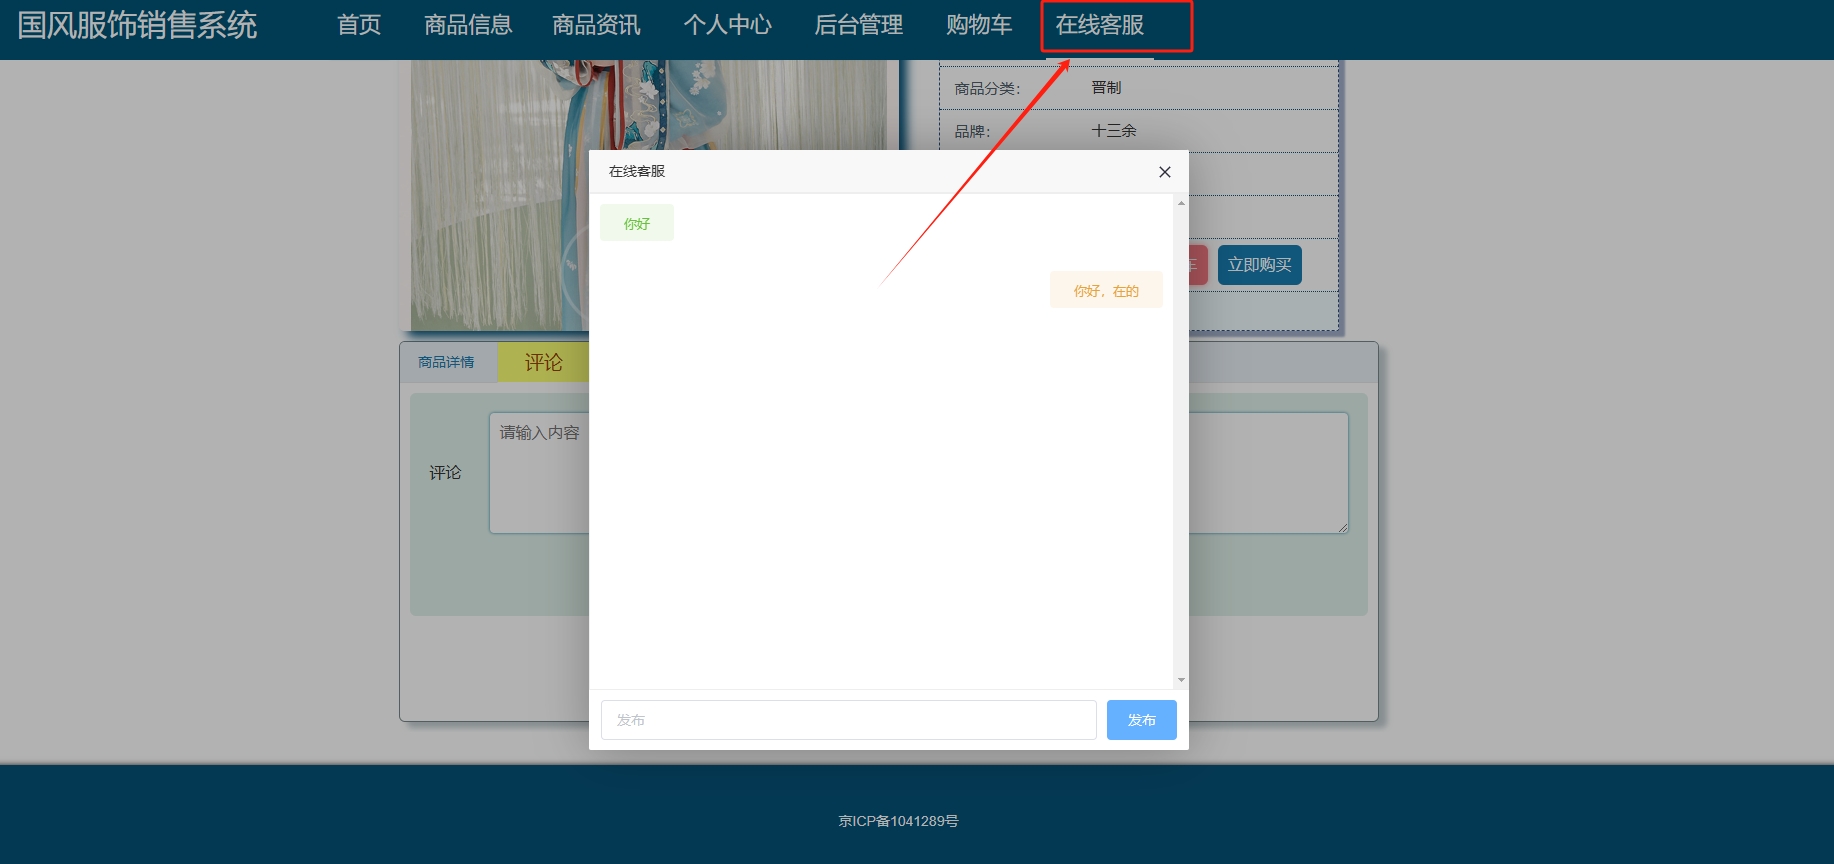 国风服饰销售系统 首页 商品信息 商品资讯 个人中心 后台管理 购物车 在线客服
商品分类： 晋制
品牌： 十三余
在线客服
你好
你好，在的
车 立即购买
商品详情 评论
评论 请输入内容
发布 发布
京ICP备1041289号